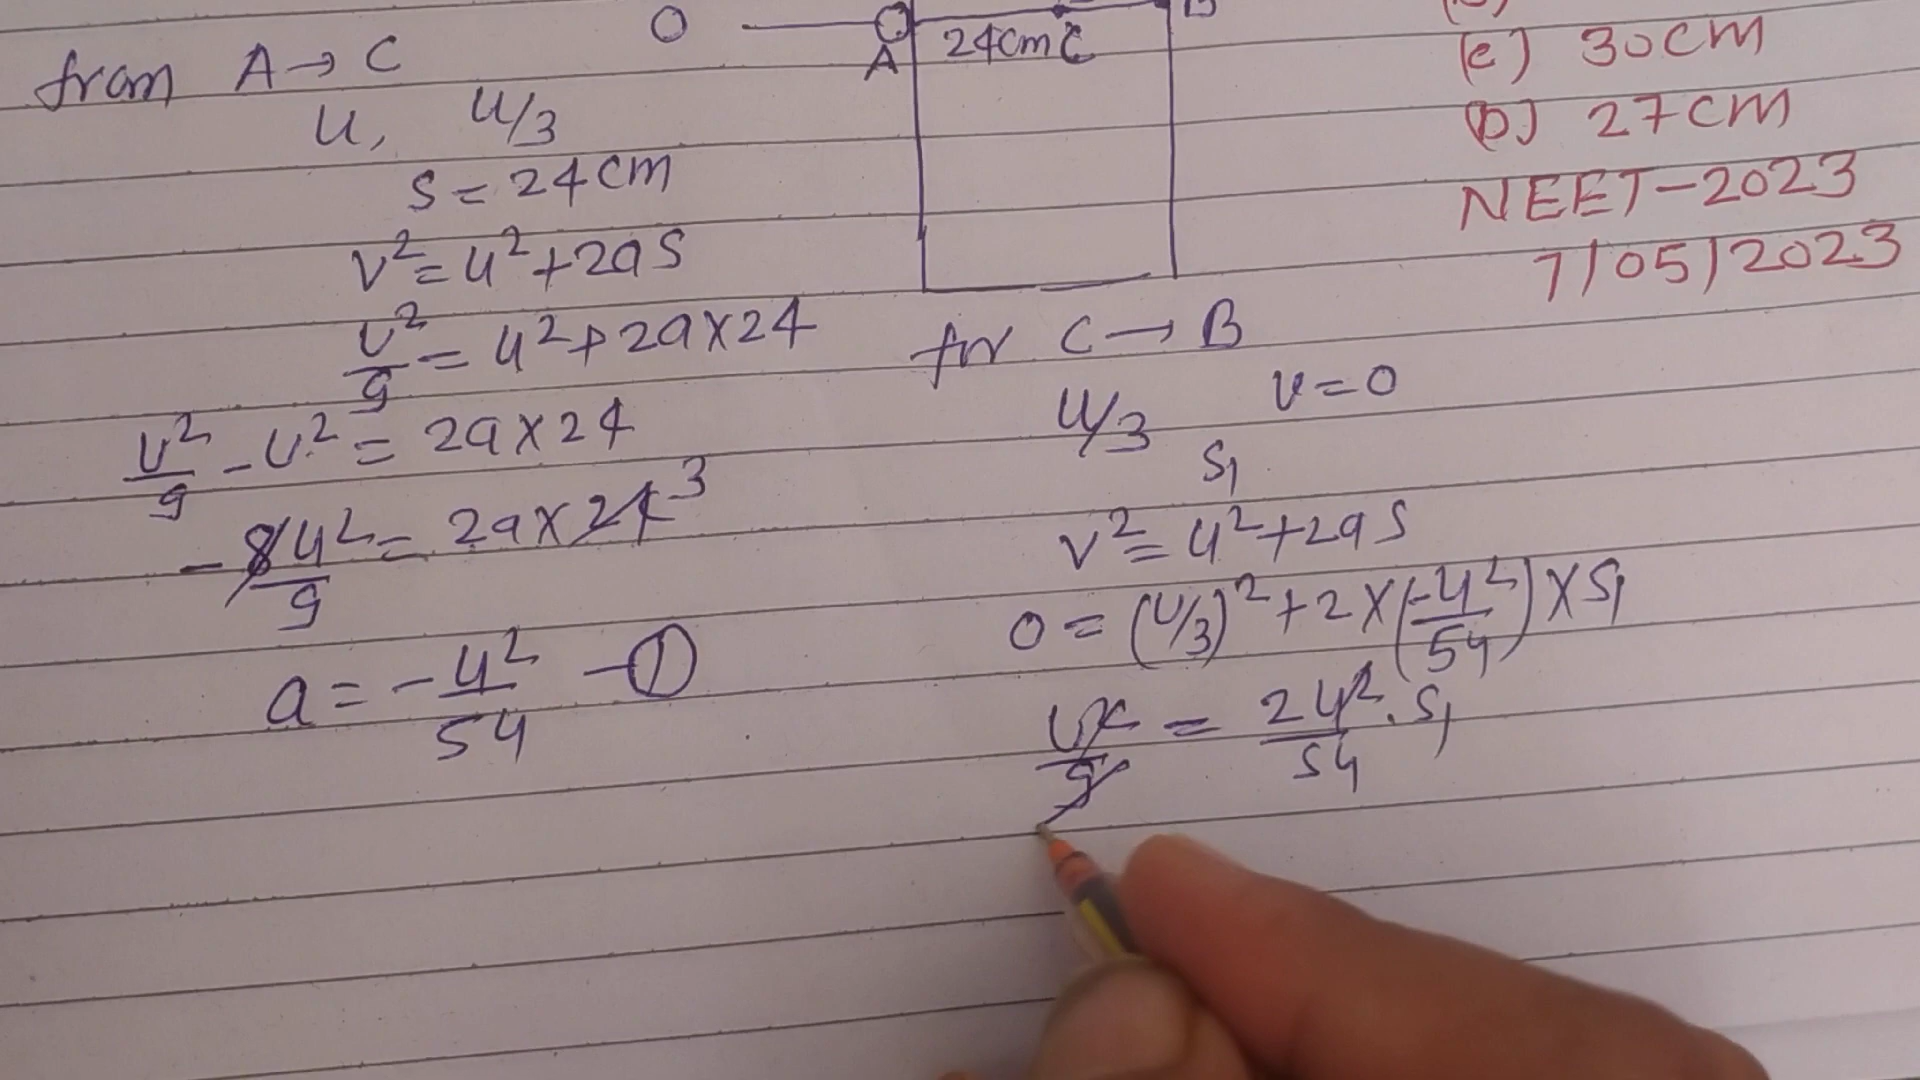 O
A
24cm C
from A → C
u, u/3
S = 24cm
v² = u² + 2aS
u²/9 = u² + 2a × 24
u²/9 - u² = 2a × 24
-8u²/9 = 2a × 24 3
a = -u²/54 - ①
for C → B
u/3 v = 0
S₁
v² = u² + 2aS
0 = (u/3)² + 2 × (-u²/54) × S₁
u²/9 = 2u²/54 . S₁
(c) 30cm
(D) 27cm
NEET-2023
7/05/2023